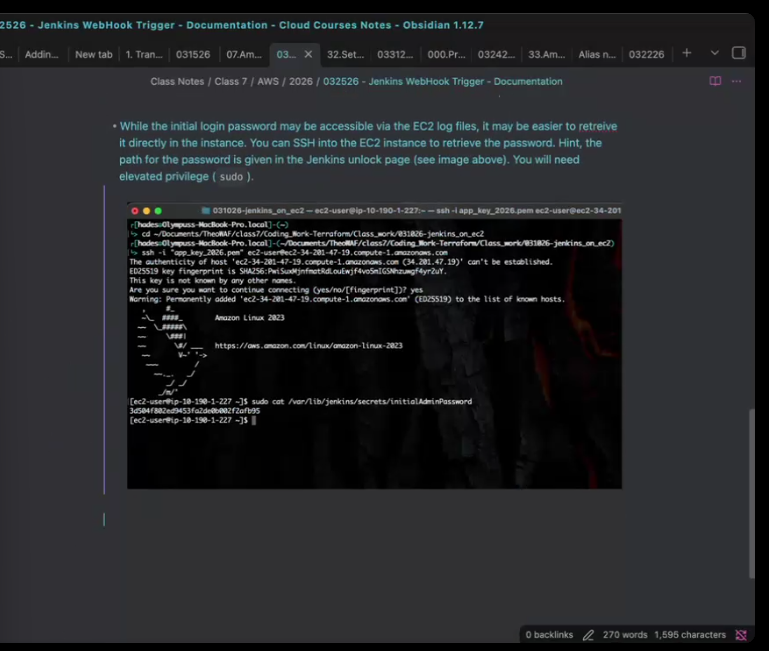 2526 - Jenkins WebHook Trigger - Documentation - Cloud Courses Notes - Obsidian 1.12.7
S... Addin... New tab 1. Tran... 031526 07.Am... 03... 32.Set... 03312... 000.Pr... 03242... 33.Am... Alias n... 032226
Class Notes / Class 7 / AWS / 2026 / 032526 - Jenkins WebHook Trigger - Documentation
• While the initial login password may be accessible via the EC2 log files, it may be easier to retreive
it directly in the instance. You can SSH into the EC2 instance to retrieve the password. Hint, the
path for the password is given in the Jenkins unlock page (see image above). You will need
elevated privilege ( sudo ).
031026-jenkins_on_ec2 — ec2-user@ip-10-190-1-227:~ — ssh -i app_key_2026.pem ec2-user@ec2-34-201
[hades@Olympuss-MacBook-Pro.local]-(~)
cd ~/Documents/TheoWAF/class7/Coding_Work-Terraform/Class_work/031026-jenkins_on_ec2
[hades@Olympuss-MacBook-Pro.local]-(~/Documents/TheoWAF/class7/Coding_Work-Terraform/Class_work/031026-jenkins_on_ec2)
ssh -i "app_key_2026.pem" ec2-user@ec2-34-201-47-19.compute-1.amazonaws.com
The authenticity of host 'ec2-34-201-47-19.compute-1.amazonaws.com (34.201.47.19)' can't be established.
ED25519 key fingerprint is
This key is not known by any other names.
Are you sure you want to continue connecting (yes/no/[fingerprint])? yes
Warning: Permanently added 'ec2-34-201-47-19.compute-1.amazonaws.com' (ED25519) to the list of known hosts.
Amazon Linux 2023
https://aws.amazon.com/linux/amazon-linux-2023
[ec2-user@ip-10-190-1-227 ~]$ sudo cat /var/lib/jenkins/secrets/initialAdminPassword
[ec2-user@ip-10-190-1-227 ~]$
0 backlinks 270 words 1,595 characters